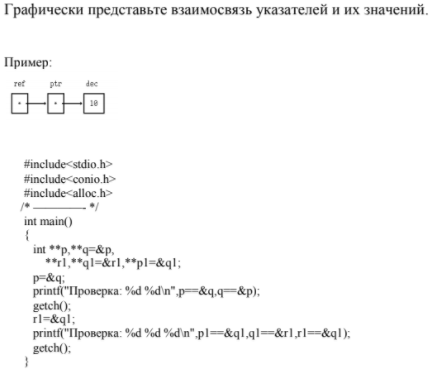 Графически представьте взаимосвязь указателей и их значений.
Пример:
ref ptr dec
10
#include<stdio.h>
#include<conio.h>
#include<alloc.h>
/* ————- */
int main()
{
int **p,**q=&p,
**r1,**q1=&r1,**p1=&q1;
p=&q;
printf("Проверка: %d %d\n",p==&q,q==&p);
getch();
r1=&q1;
printf("Проверка: %d %d %d\n",p1==&q1,q1==&r1,r1==&q1);
getch();
}